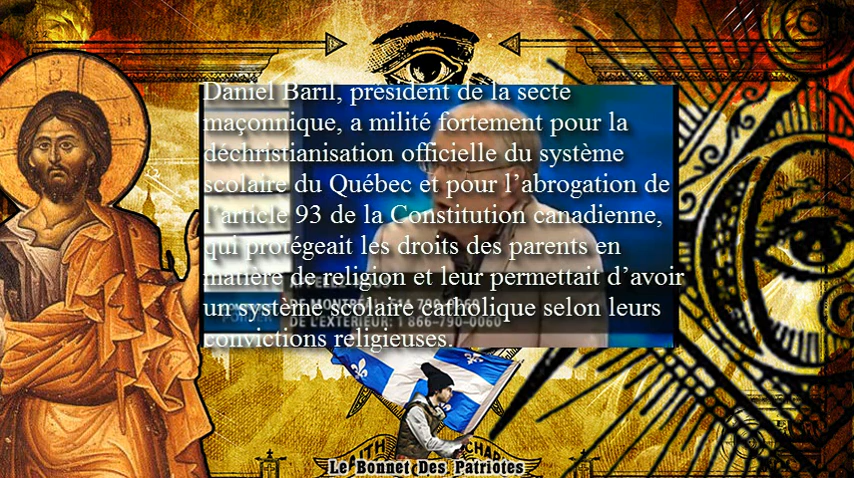 Daniel Baril, président de la secte
maçonnique, a milité fortement pour la
déchristianisation officielle du système
scolaire du Québec et pour l’abrogation de
l’article 93 de la Constitution canadienne,
qui protégeait les droits des parents en
matière de religion et leur permettait d’avoir
un système scolaire catholique selon leurs
convictions religieuses.
DE L'EXTÉRIEUR: 1 866-790-0060
Le Bonnet Des Patriotes